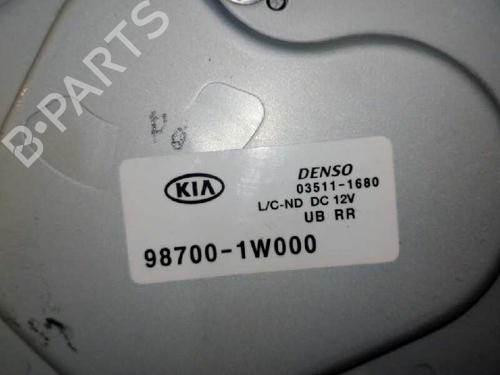 B-PARTS
KIA
DENSO
03511-1680
L/C-ND DC 12V
UB RR
98700-1W000